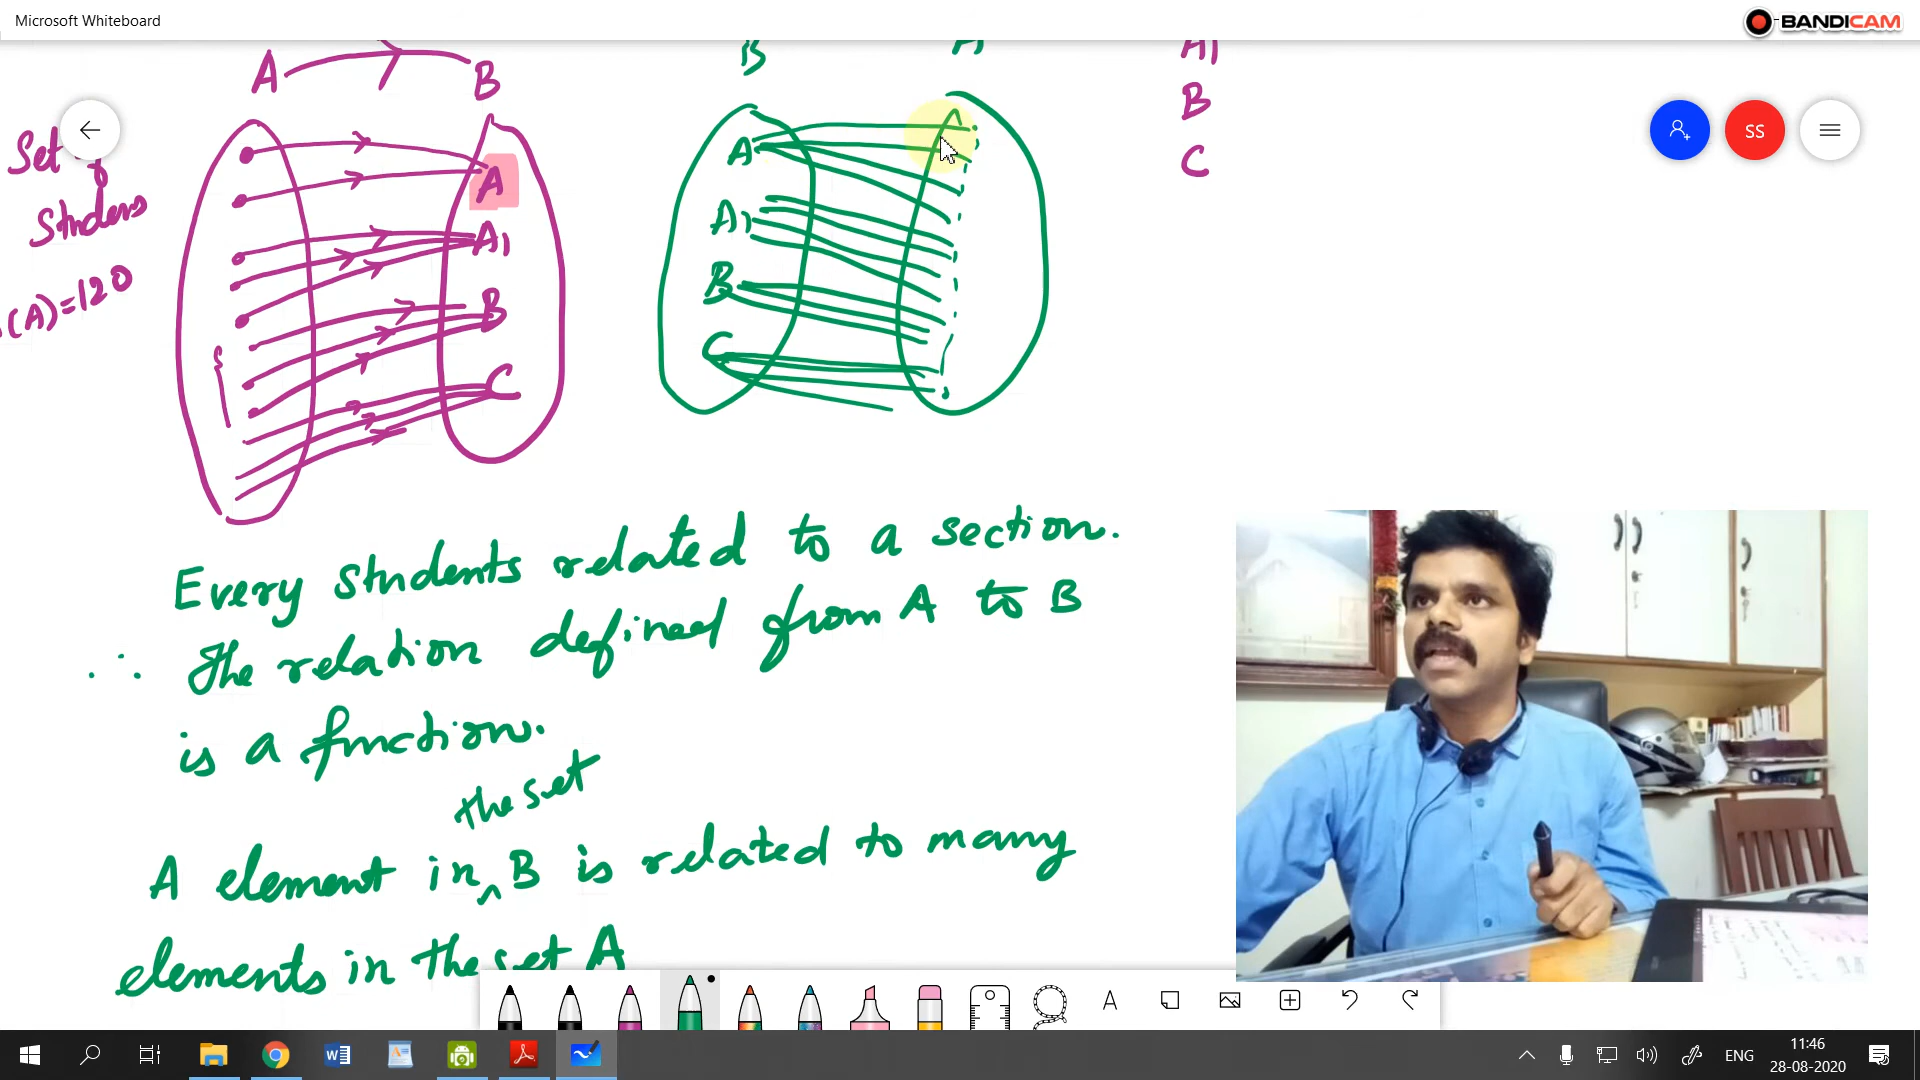 Microsoft Whiteboard
BANDICAM
A B
B A
A1
B
C
SS
Set of
Students
(A)=120
A
A1
B
C
A
A1
B
C
Every students related to a section.
∴ The relation defined from A to B
is a function.
the set
A element in ^ B is related to many
elements in the set A
ENG
11:46
28-08-2020